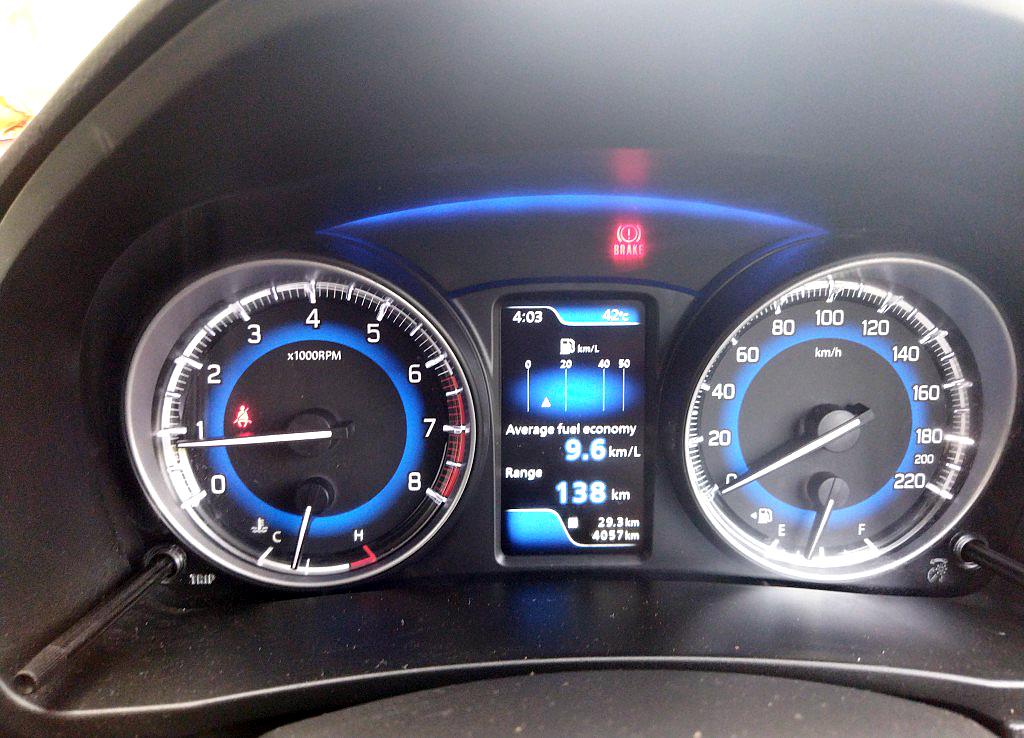 BRAKE
0
1
2
3
4
5
6
7
8
x1000RPM
C
H
TRIP
4:03 42°C
km/L
0 20 40 50
Average fuel economy
9.6 km/L
Range
138 km
29.3 km
4057 km
0
20
40
60
80
100
120
140
160
180
200
220
km/h
E
F